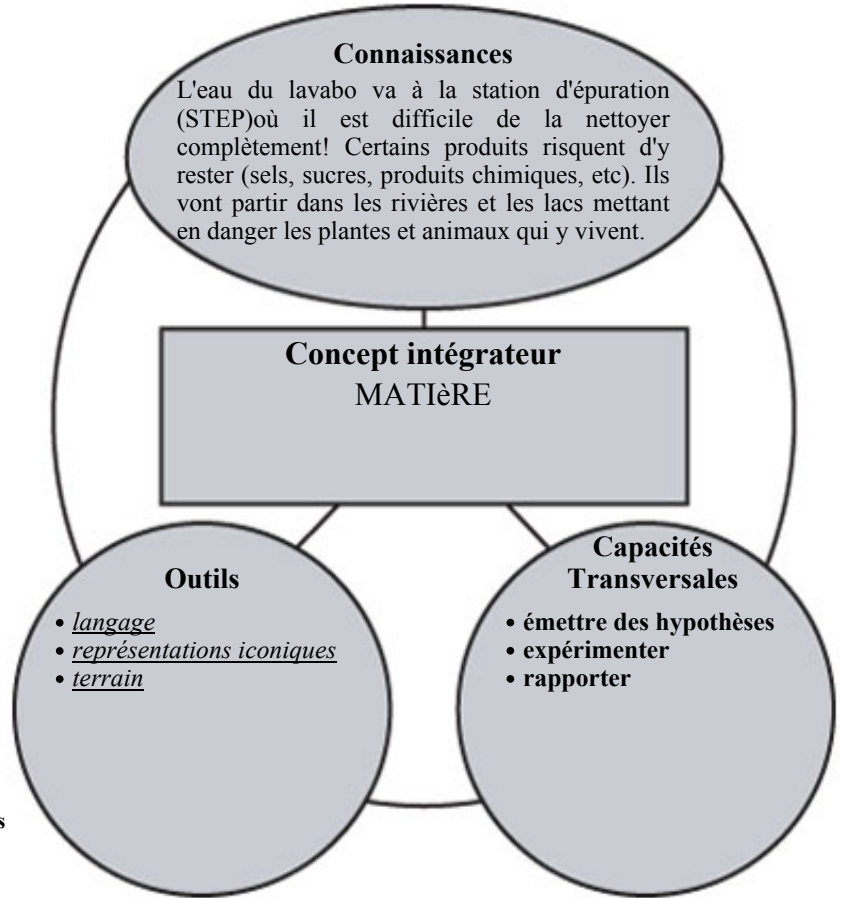 Connaissances
L'eau du lavabo va à la station d'épuration
(STEP)où il est difficile de la nettoyer
complètement! Certains produits risquent d'y
rester (sels, sucres, produits chimiques, etc). Ils
vont partir dans les rivières et les lacs mettant
en danger les plantes et animaux qui y vivent.
Concept intégrateur
MATIèRE
Outils
• langage
• représentations iconiques
• terrain
Capacités
Transversales
• émettre des hypothèses
• expérimenter
• rapporter
s